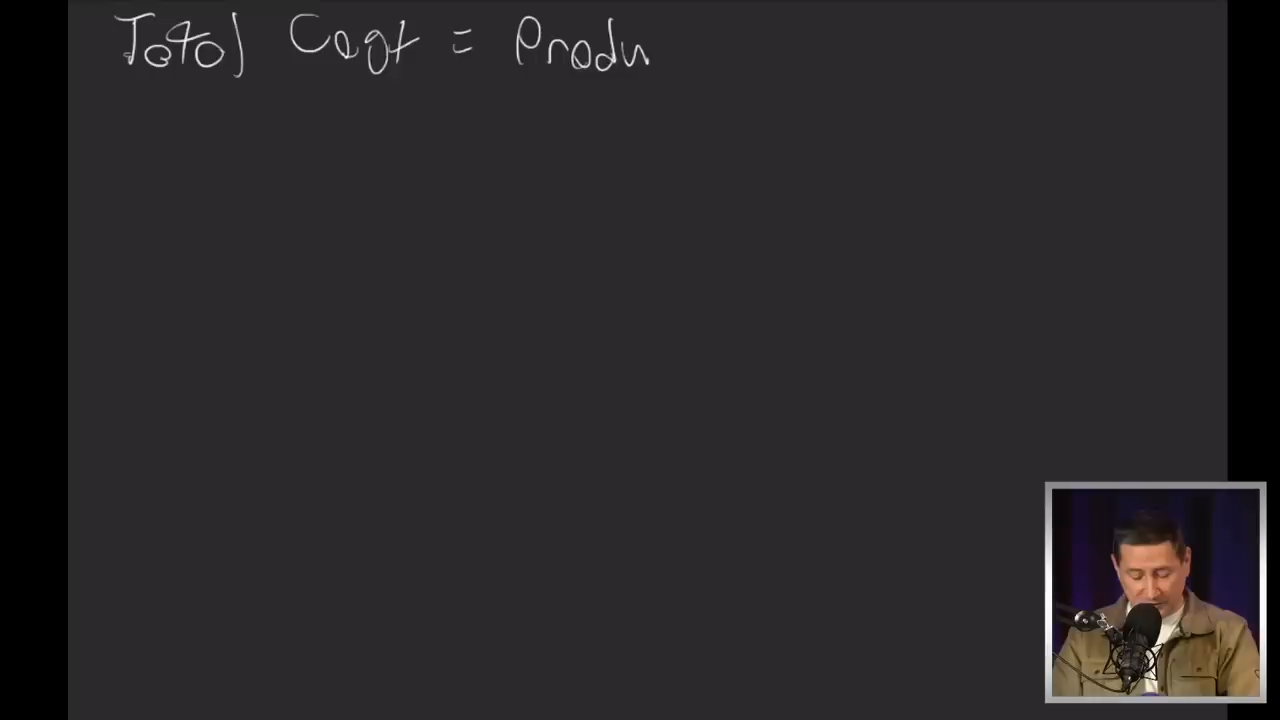 Total Cost = Produ